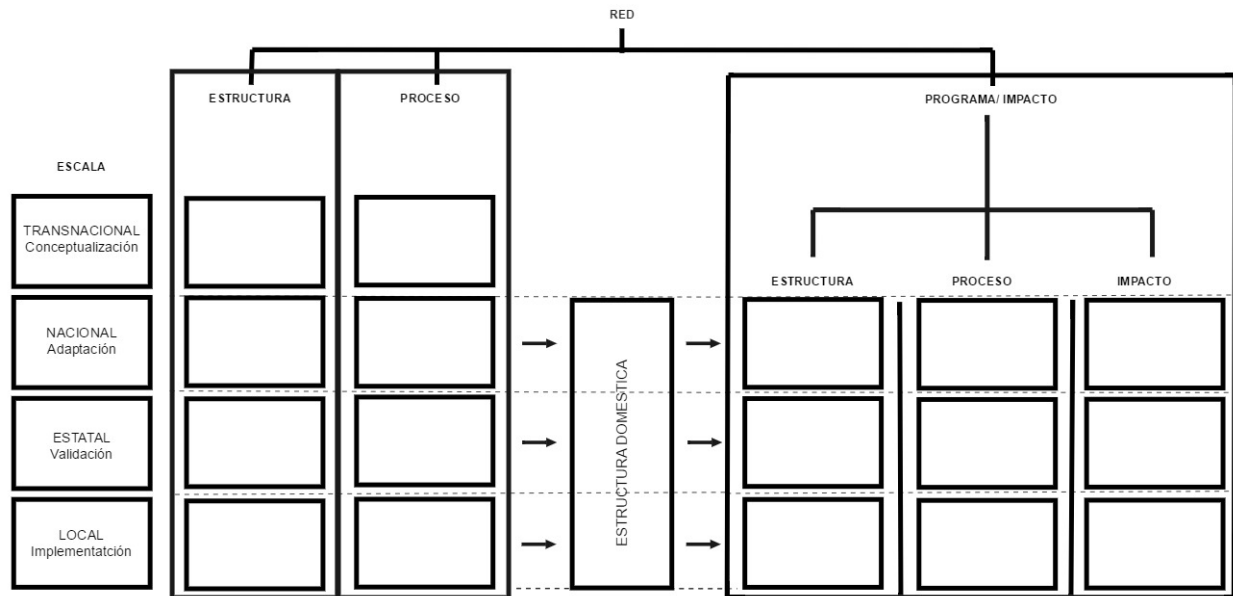 RED
ESTRUCTURA
PROCESO
PROGRAMA/ IMPACTO
ESCALA
TRANSNACIONAL
Conceptualización
ESTRUCTURA
PROCESO
IMPACTO
NACIONAL
Adaptación
ESTRUCTURA DOMESTICA
ESTATAL
Validación
LOCAL
Implementatción